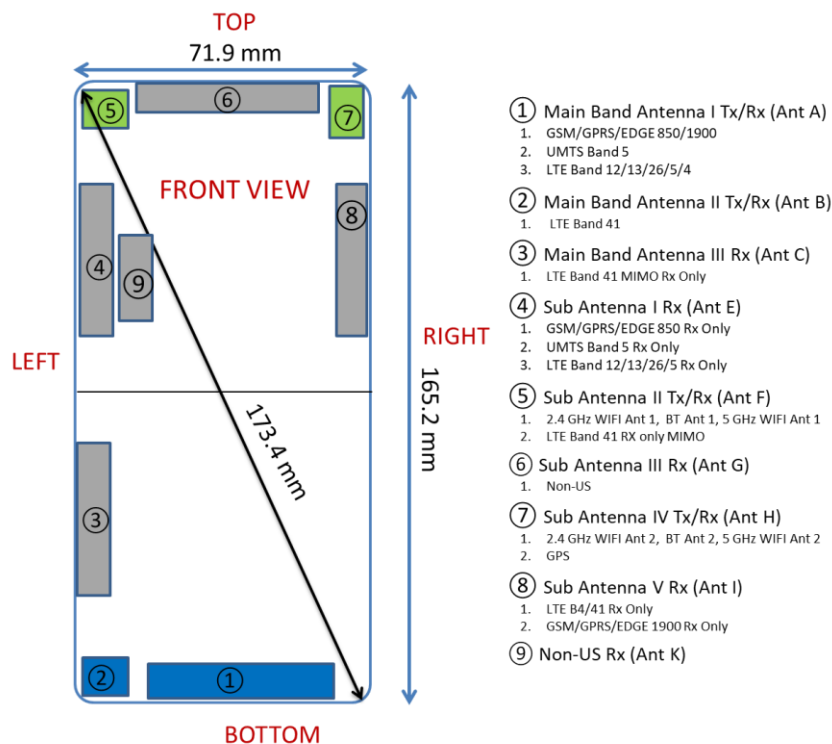 TOP
71.9 mm
⑤
⑥
⑦
FRONT VIEW
④
⑨
⑧
LEFT
RIGHT
173.4 mm
165.2 mm
③
②
①
BOTTOM
① Main Band Antenna I Tx/Rx (Ant A)
1. GSM/GPRS/EDGE 850/1900
2. UMTS Band 5
3. LTE Band 12/13/26/5/4
② Main Band Antenna II Tx/Rx (Ant B)
1. LTE Band 41
③ Main Band Antenna III Rx (Ant C)
1. LTE Band 41 MIMO Rx Only
④ Sub Antenna I Rx (Ant E)
1. GSM/GPRS/EDGE 850 Rx Only
2. UMTS Band 5 Rx Only
3. LTE Band 12/13/26/5 Rx Only
⑤ Sub Antenna II Tx/Rx (Ant F)
1. 2.4 GHz WIFI Ant 1, BT Ant 1, 5 GHz WIFI Ant 1
2. LTE Band 41 RX only MIMO
⑥ Sub Antenna III Rx (Ant G)
1. Non-US
⑦ Sub Antenna IV Tx/Rx (Ant H)
1. 2.4 GHz WIFI Ant 2, BT Ant 2, 5 GHz WIFI Ant 2
2. GPS
⑧ Sub Antenna V Rx (Ant I)
1. LTE B4/41 Rx Only
2. GSM/GPRS/EDGE 1900 Rx Only
⑨ Non-US Rx (Ant K)